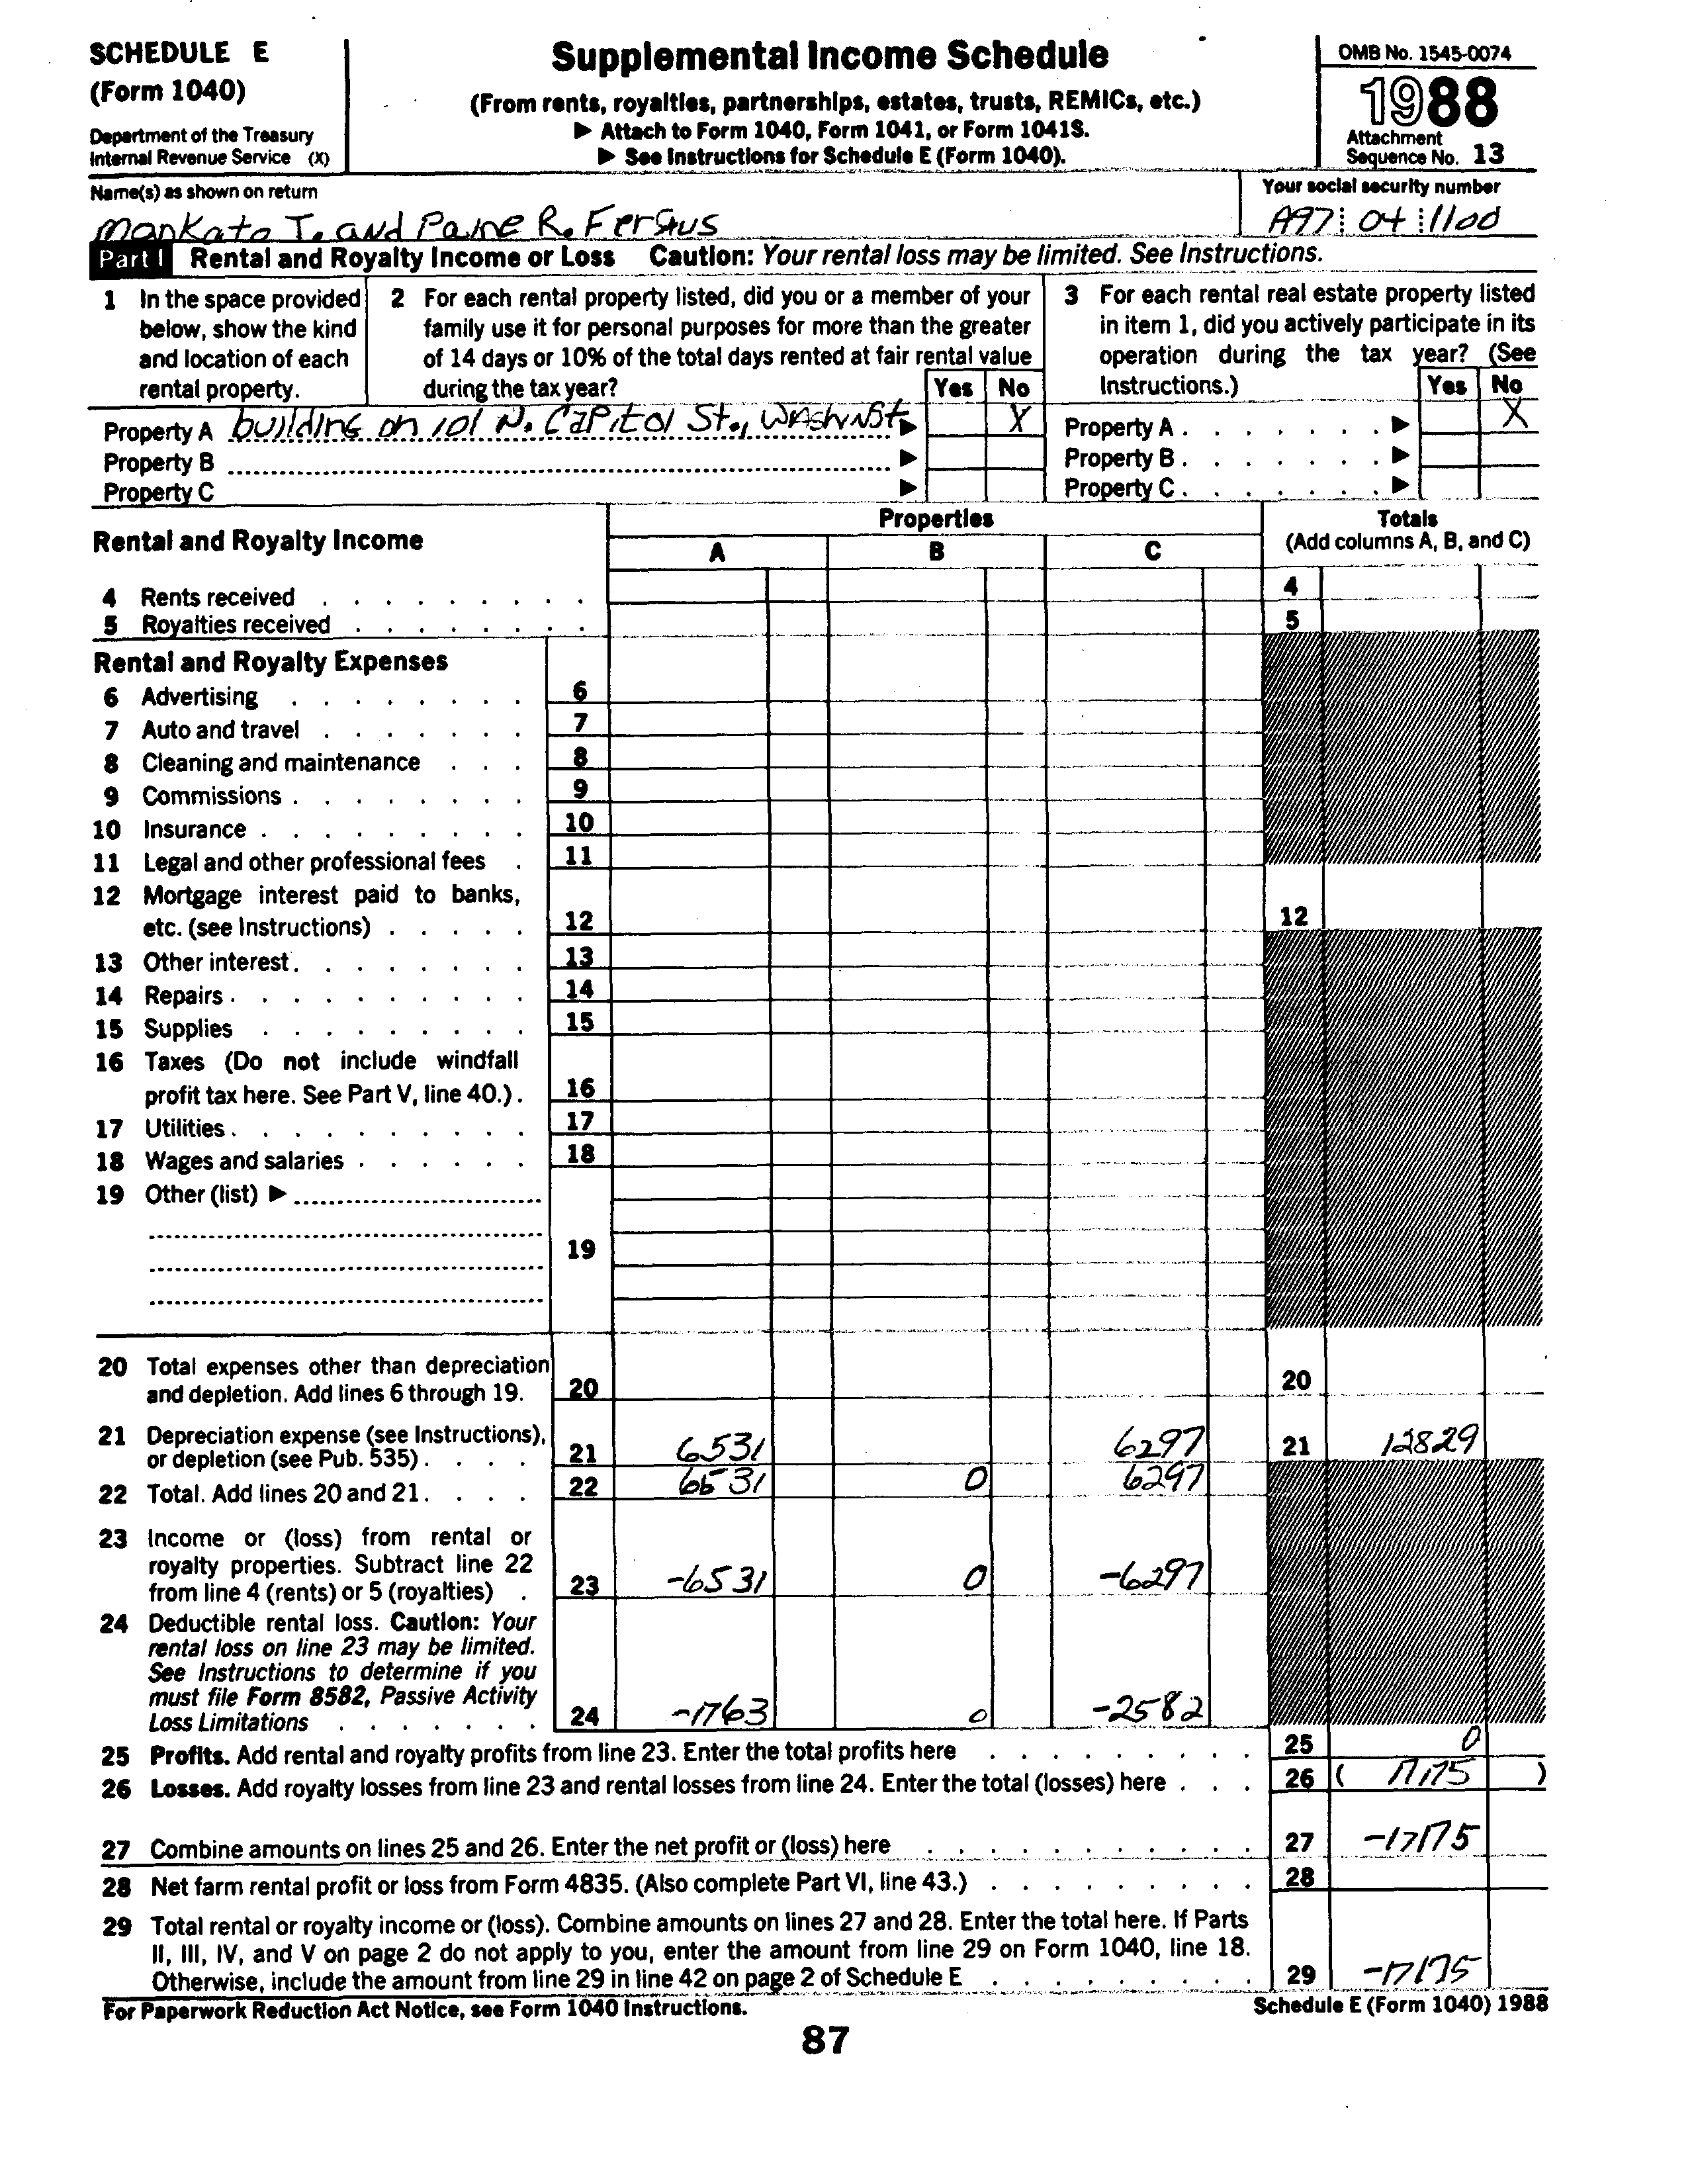 SCHEDULE E
(Form 1040)
Department of the Treasury
Internal Revenue Service (X)
Supplemental Income Schedule
(From rents, royalties, partnerships, estates, trusts, REMICs, etc.)
▶ Attach to Form 1040, Form 1041, or Form 1041S.
▶ See Instructions for Schedule E (Form 1040).
OMB No. 1545-0074
1988
Attachment
Sequence No. 13
Name(s) as shown on return
Mankato T. and Paine R. Fergus
Your social security number
A97 04 1100
Part I Rental and Royalty Income or Loss Caution: Your rental loss may be limited. See Instructions.
1 In the space provided
below, show the kind
and location of each
rental property.
2 For each rental property listed, did you or a member of your
family use it for personal purposes for more than the greater
of 14 days or 10% of the total days rented at fair rental value
during the tax year? Yes No
3 For each rental real estate property listed
in item 1, did you actively participate in its
operation during the tax year? (See
Instructions.) Yes No
Property A building on 101 N. Capitol St., ▶ X Property A . . . . . . . ▶ X
Property B ▶ Property B . . . . . . . ▶
Property C ▶ Property C . . . . . . . ▶
Rental and Royalty Income
Properties
A B C
Totals
(Add columns A, B, and C)
4 Rents received . . . . . . . . . 4
5 Royalties received . . . . . . . . 5
Rental and Royalty Expenses
6 Advertising . . . . . . . . 6
7 Auto and travel . . . . . . . 7
8 Cleaning and maintenance . . . 8
9 Commissions . . . . . . . . 9
10 Insurance . . . . . . . . . 10
11 Legal and other professional fees . 11
12 Mortgage interest paid to banks,
etc. (see Instructions) . . . . . 12 12
13 Other interest . . . . . . . . 13
14 Repairs . . . . . . . . . . 14
15 Supplies . . . . . . . . . 15
16 Taxes (Do not include windfall
profit tax here. See Part V, line 40.) . 16
17 Utilities . . . . . . . . . . 17
18 Wages and salaries . . . . . . 18
19 Other (list) ▶
19
20 Total expenses other than depreciation
and depletion. Add lines 6 through 19. 20 20
21 Depreciation expense (see Instructions),
or depletion (see Pub. 535) . . . . 21 6531 6297 21 12829
22 Total. Add lines 20 and 21 . . . . 22 6531 0 6297
23 Income or (loss) from rental or
royalty properties. Subtract line 22
from line 4 (rents) or 5 (royalties) . 23 -6531 0 -6297
24 Deductible rental loss. Caution: Your
rental loss on line 23 may be limited.
See Instructions to determine if you
must file Form 8582, Passive Activity
Loss Limitations . . . . . . . 24 -1763 0 -2582
25 Profits. Add rental and royalty profits from line 23. Enter the total profits here . . . . . . . . . 25 0
26 Losses. Add royalty losses from line 23 and rental losses from line 24. Enter the total (losses) here . . . 26 ( 17175 )
27 Combine amounts on lines 25 and 26. Enter the net profit or (loss) here . . . . . . . . . . . 27 -17175
28 Net farm rental profit or loss from Form 4835. (Also complete Part VI, line 43.) . . . . . . . . . 28
29 Total rental or royalty income or (loss). Combine amounts on lines 27 and 28. Enter the total here. If Parts
II, III, IV, and V on page 2 do not apply to you, enter the amount from line 29 on Form 1040, line 18.
Otherwise, include the amount from line 29 in line 42 on page 2 of Schedule E . . . . . . . . . 29 -17175
For Paperwork Reduction Act Notice, see Form 1040 Instructions.
Schedule E (Form 1040) 1988
87